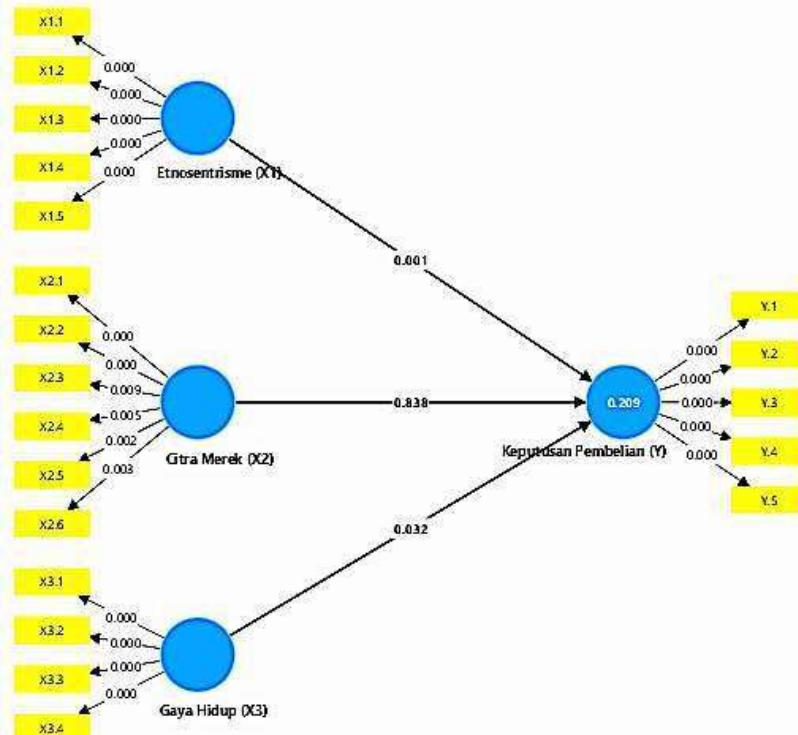 X1.1
0.000
X1.2
0.000
X1.3
0.000
X1.4
0.000
X1.5
0.000
Etnosentrisme (X1)
0.001
X2.1
0.000
X2.2
0.000
X2.3
0.009
X2.4
0.005
X2.5
0.002
X2.6
0.003
Citra Merek (X2)
0.838
X3.1
0.000
X3.2
0.000
X3.3
0.000
X3.4
0.000
Gaya Hidup (X3)
0.032
0.209
Keputusan Pembelian (Y)
Y.1
0.000
Y.2
0.000
Y.3
0.000
Y.4
0.000
Y.5
0.000